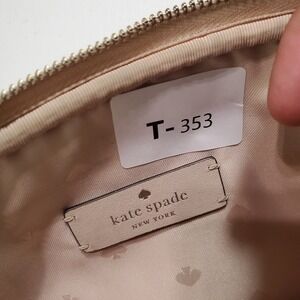 T- 353
kate spade
NEW YORK